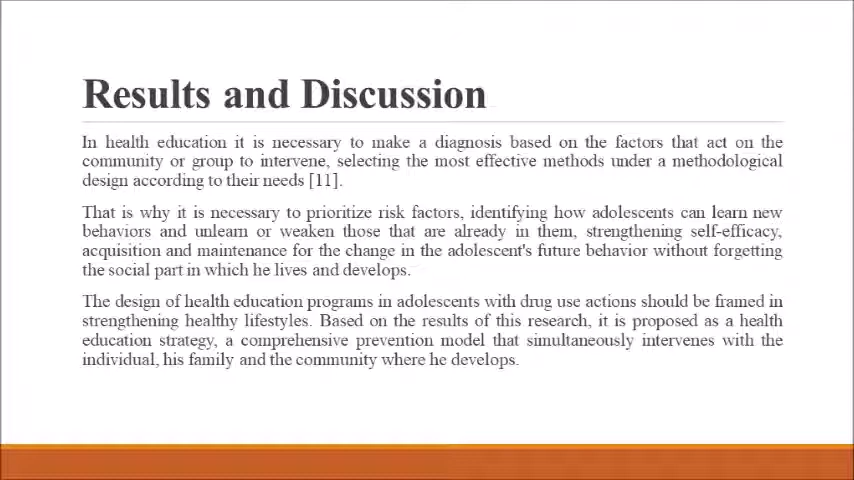 Results and Discussion
In health education it is necessary to make a diagnosis based on the factors that act on the
community or group to intervene, selecting the most effective methods under a methodological
design according to their needs [11].
That is why it is necessary to prioritize risk factors, identifying how adolescents can learn new
behaviors and unlearn or weaken those that are already in them, strengthening self-efficacy,
acquisition and maintenance for the change in the adolescent's future behavior without forgetting
the social part in which he lives and develops.
The design of health education programs in adolescents with drug use actions should be framed in
strengthening healthy lifestyles. Based on the results of this research, it is proposed as a health
education strategy, a comprehensive prevention model that simultaneously intervenes with the
individual, his family and the community where he develops.